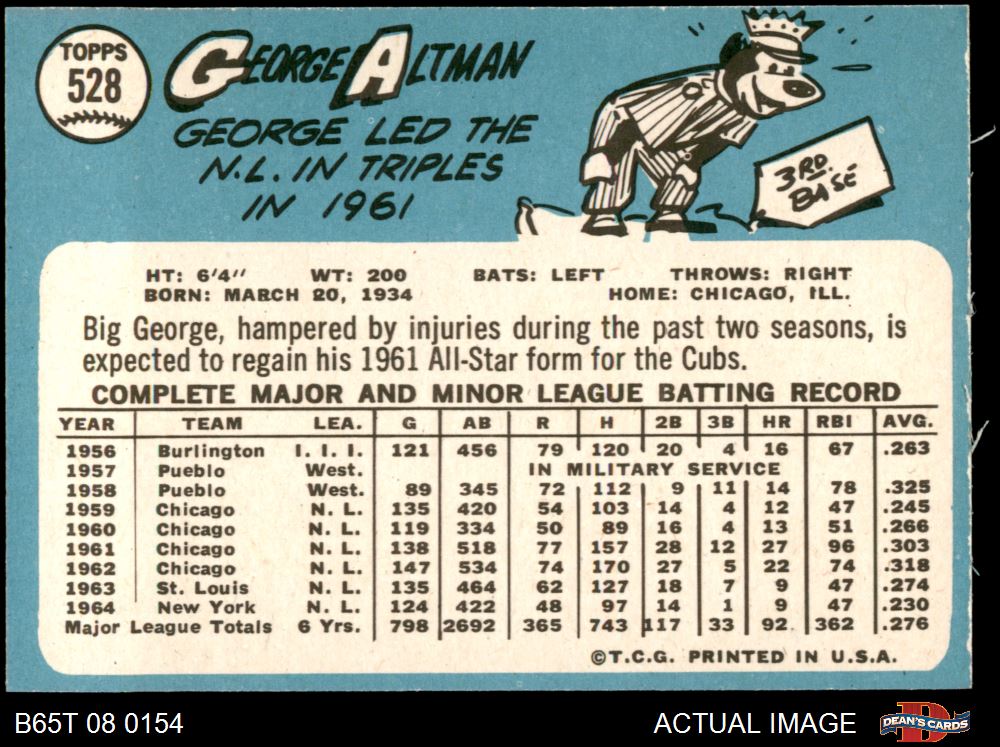 TOPPS
528
GEORGE ALTMAN
GEORGE LED THE
N.L. IN TRIPLES
IN 1961
3RD.
BASE
HT: 6'4" WT: 200 BATS: LEFT THROWS: RIGHT
BORN: MARCH 20, 1934 HOME: CHICAGO, ILL.
Big George, hampered by injuries during the past two seasons, is
expected to regain his 1961 All-Star form for the Cubs.
COMPLETE MAJOR AND MINOR LEAGUE BATTING RECORD
YEAR TEAM LEA. G AB R H 2B 3B HR RBI AVG.
1956 Burlington I. I. I. 121 456 79 120 20 4 16 67 .263
1957 Pueblo West. IN MILITARY SERVICE
1958 Pueblo West. 89 345 72 112 9 11 14 78 .325
1959 Chicago N. L. 135 420 54 103 14 4 12 47 .245
1960 Chicago N. L. 119 334 50 89 16 4 13 51 .266
1961 Chicago N. L. 138 518 77 157 28 12 27 96 .303
1962 Chicago N. L. 147 534 74 170 27 5 22 74 .318
1963 St. Louis N. L. 135 464 62 127 18 7 9 47 .274
1964 New York N. L. 124 422 48 97 14 1 9 47 .230
Major League Totals 6 Yrs. 798 2692 365 743 117 33 92 362 .276
©T.C.G. PRINTED IN U.S.A.
B65T 08 0154 ACTUAL IMAGE DEAN'S CARDS